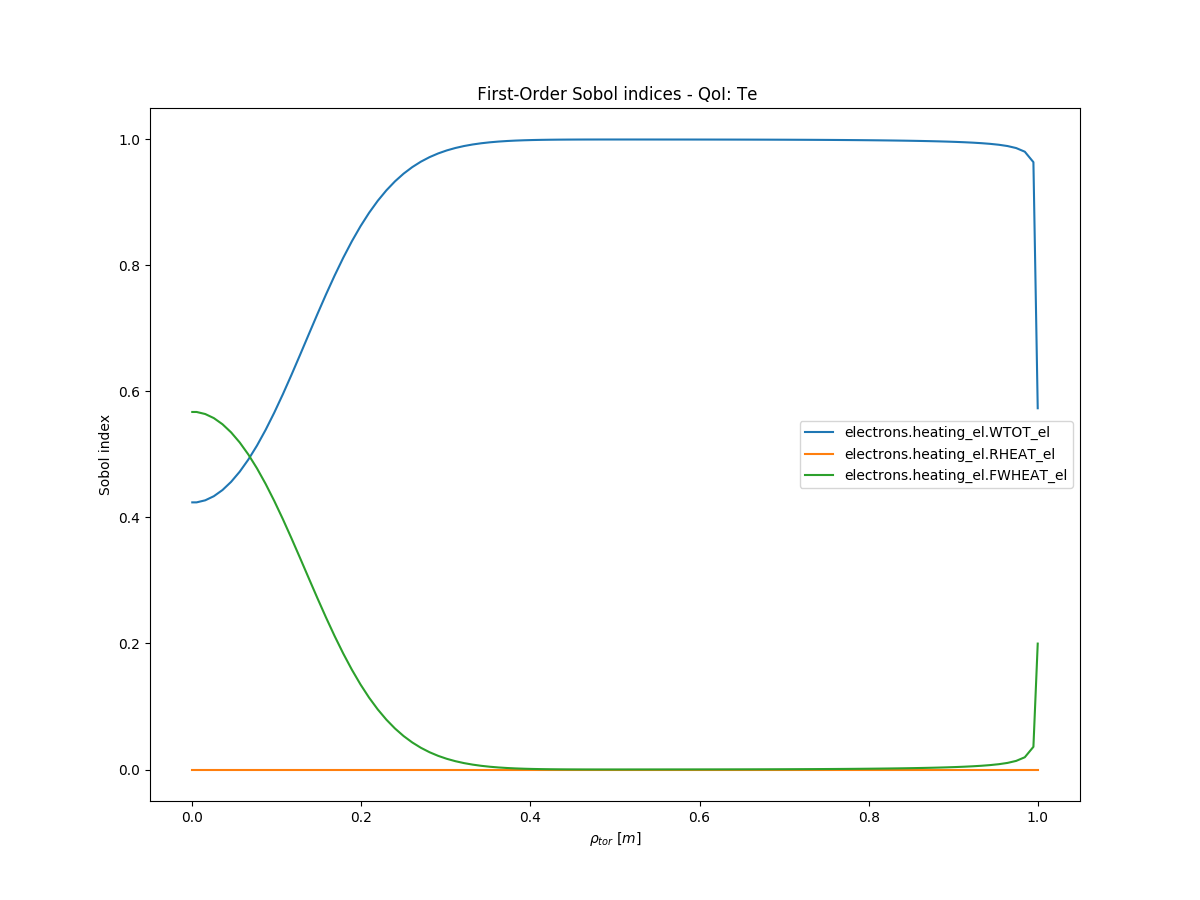 First-Order Sobol indices - QoI: Te
Sobol index
1.0
0.8
0.6
0.4
0.2
0.0
electrons.heating_el.WTOT_el
electrons.heating_el.RHEAT_el
electrons.heating_el.FWHEAT_el
0.0 0.2 0.4 0.6 0.8 1.0
ρtor [m]